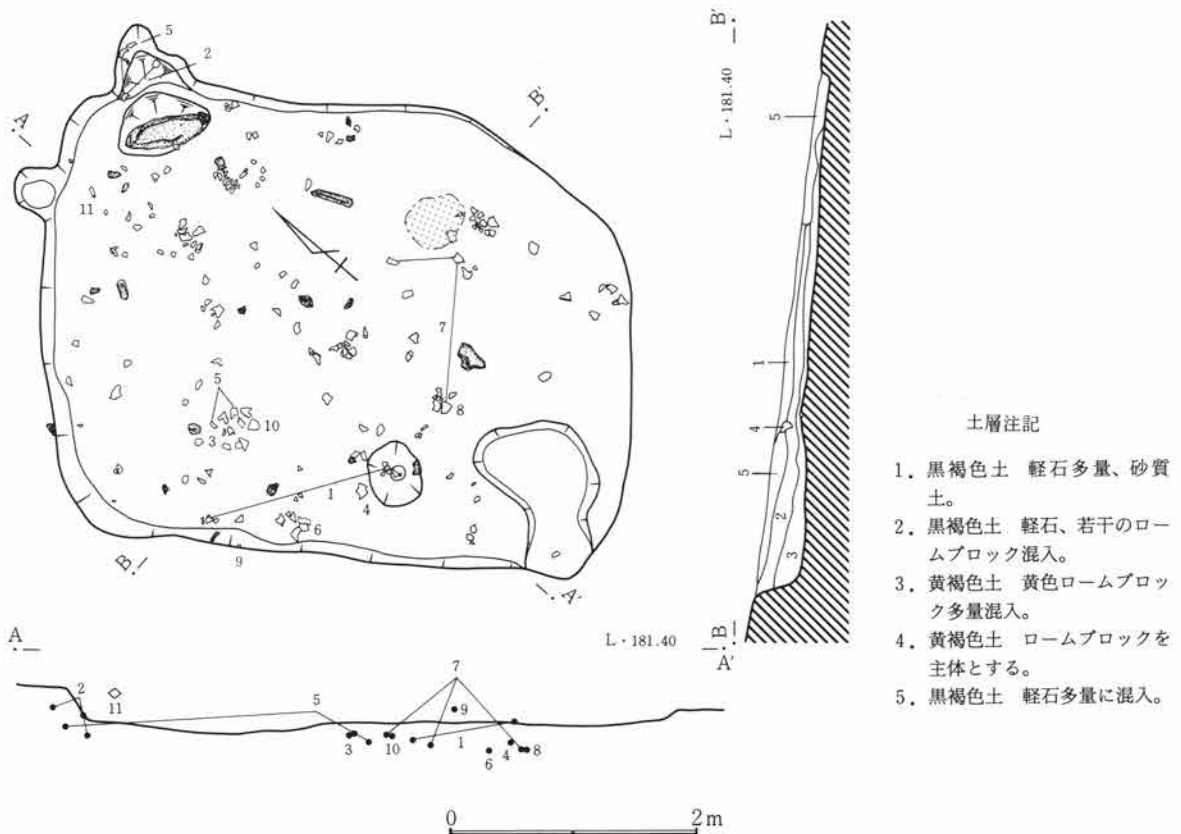 5
2
A
B'
11
7
5
3
10
8
1
4
6
9
B
A'
B'
L・181.40
5
1
4
5
2
3
B
A
L・181.40
A'
2
11
5
7
9
3
10
1
6
4
8
0
2m
土層注記
1. 黒褐色土 軽石多量、砂質
土。
2. 黒褐色土 軽石、若干のロー
ムブロック混入。
3. 黄褐色土 黄色ロームブロッ
ク多量混入。
4. 黄褐色土 ロームブロックを
主体とする。
5. 黒褐色土 軽石多量に混入。